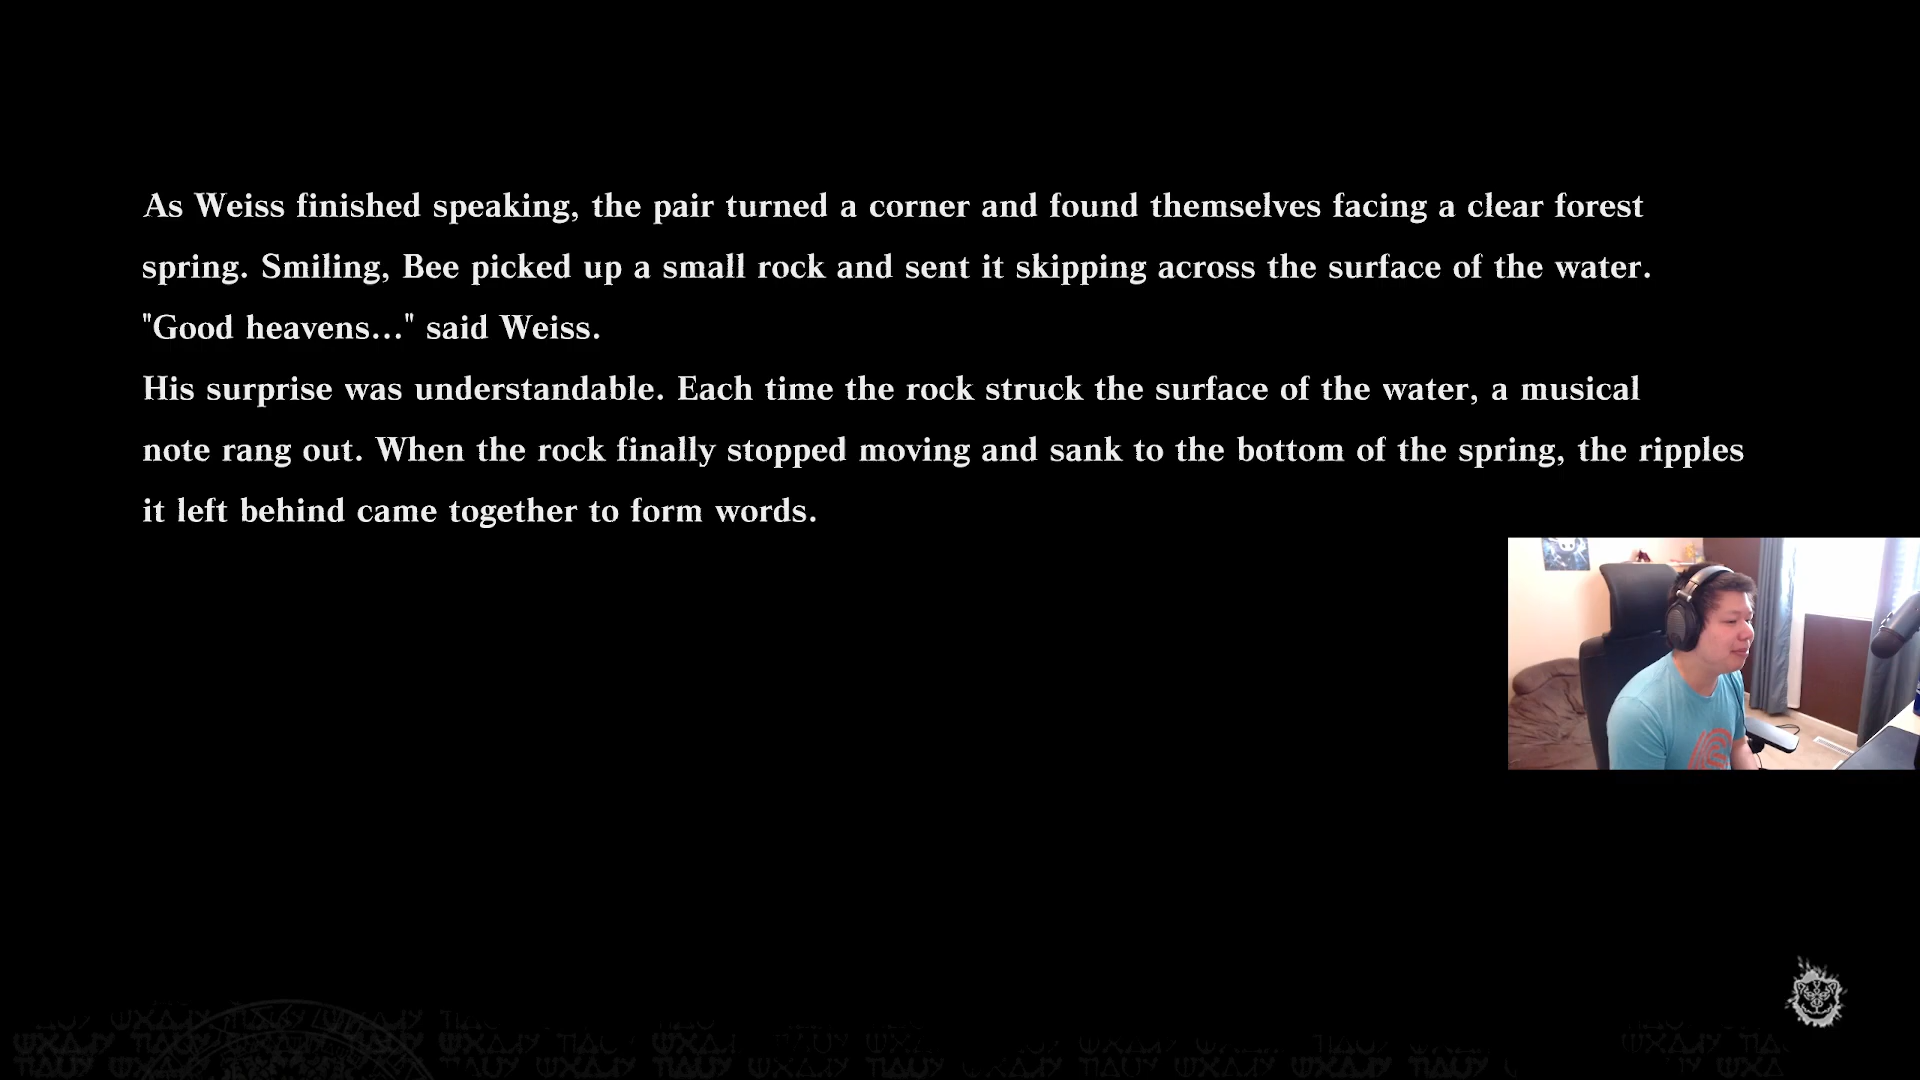 As Weiss finished speaking, the pair turned a corner and found themselves facing a clear forest
spring. Smiling, Bee picked up a small rock and sent it skipping across the surface of the water.
"Good heavens..." said Weiss.
His surprise was understandable. Each time the rock struck the surface of the water, a musical
note rang out. When the rock finally stopped moving and sank to the bottom of the spring, the ripples
it left behind came together to form words.